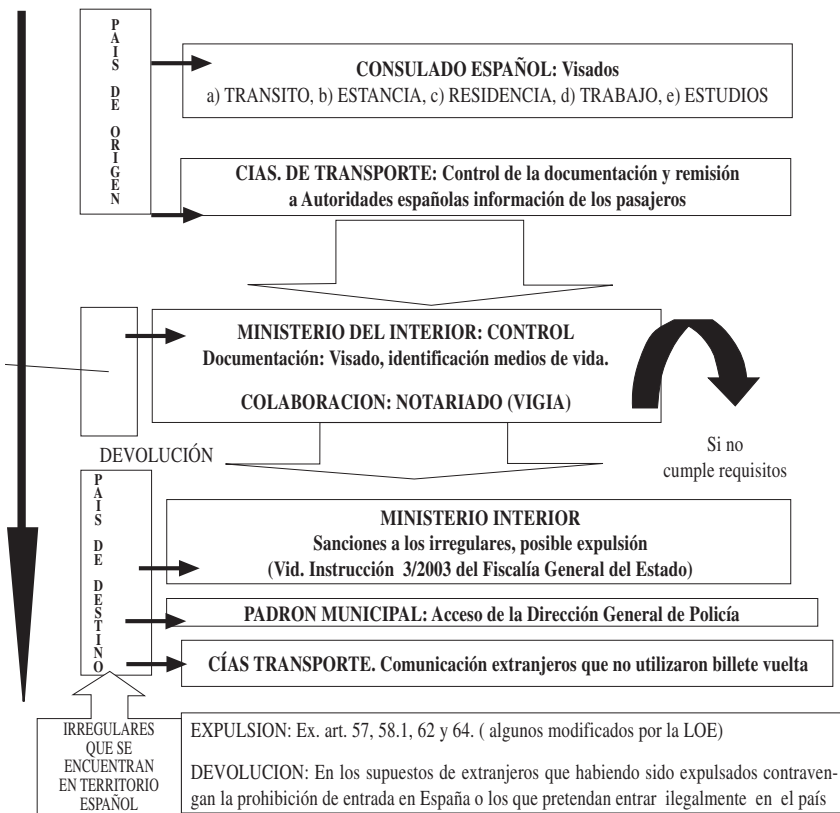 PAIS DE ORIGEN
CONSULADO ESPAÑOL: Visados
a) TRANSITO, b) ESTANCIA, c) RESIDENCIA, d) TRABAJO, e) ESTUDIOS
CIAS. DE TRANSPORTE: Control de la documentación y remisión
a Autoridades españolas información de los pasajeros
MINISTERIO DEL INTERIOR: CONTROL
Documentación: Visado, identificación medios de vida.
COLABORACION: NOTARIADO (VIGIA)
Si no
cumple requisitos
DEVOLUCIÓN
PAIS DE DESTINO
MINISTERIO INTERIOR
Sanciones a los irregulares, posible expulsión
(Vid. Instrucción 3/2003 del Fiscalía General del Estado)
PADRON MUNICIPAL: Acceso de la Dirección General de Policía
CÍAS TRANSPORTE. Comunicación extranjeros que no utilizaron billete vuelta
IRREGULARES
QUE SE
ENCUENTRAN
EN TERRITORIO
ESPAÑOL
EXPULSION: Ex. art. 57, 58.1, 62 y 64. ( algunos modificados por la LOE)
DEVOLUCION: En los supuestos de extranjeros que habiendo sido expulsados contraven-
gan la prohibición de entrada en España o los que pretendan entrar ilegalmente en el país